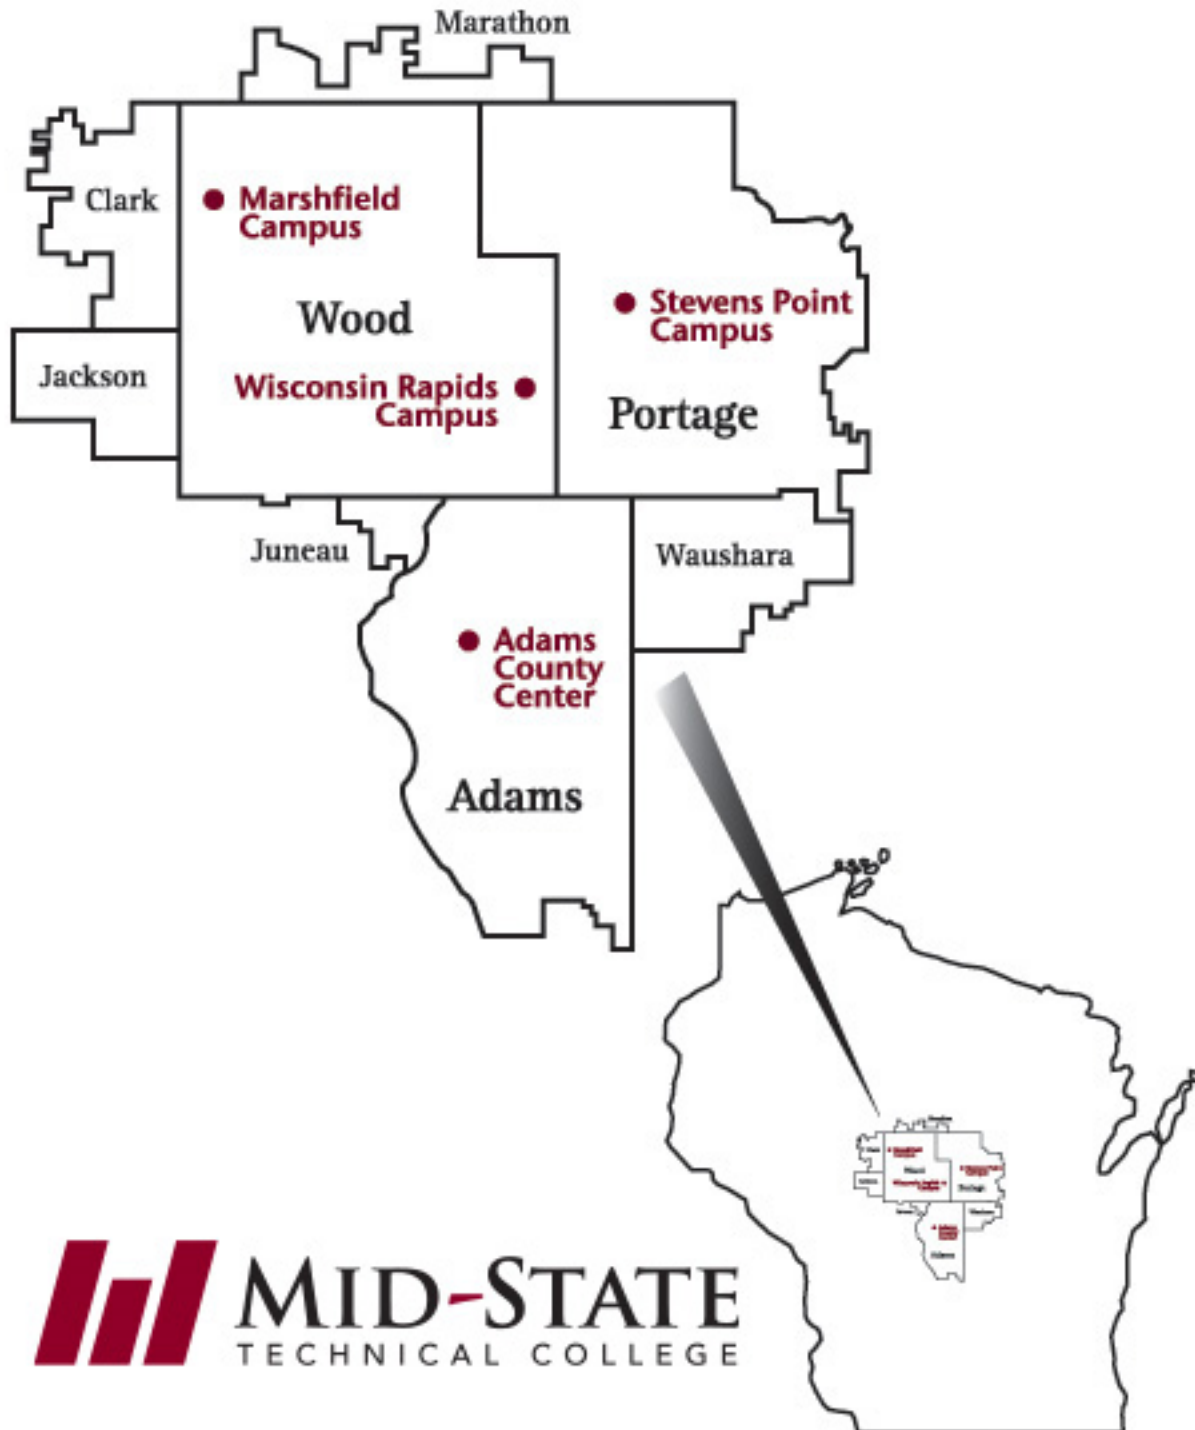 Marathon
Clark
Marshfield
Campus
Wood
Stevens Point
Campus
Jackson
Wisconsin Rapids
Campus
Portage
Juneau
Waushara
Adams
County
Center
Adams
MID-STATE
TECHNICAL COLLEGE